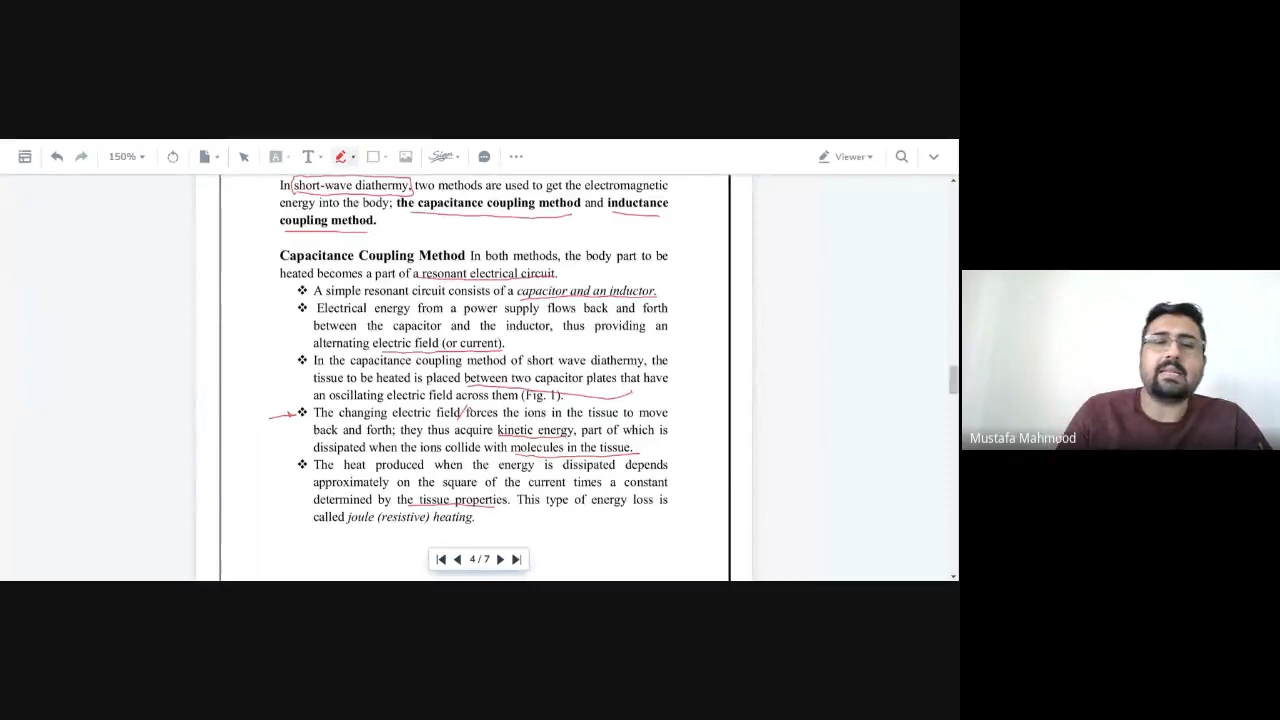 150%
Sign
Viewer
In short-wave diathermy, two methods are used to get the electromagnetic
energy into the body; the capacitance coupling method and inductance
coupling method.
Capacitance Coupling Method In both methods, the body part to be
heated becomes a part of a resonant electrical circuit.
❖ A simple resonant circuit consists of a capacitor and an inductor.
❖ Electrical energy from a power supply flows back and forth
between the capacitor and the inductor, thus providing an
alternating electric field (or current).
❖ In the capacitance coupling method of short wave diathermy, the
tissue to be heated is placed between two capacitor plates that have
an oscillating electric field across them (Fig. 1).
❖ The changing electric field forces the ions in the tissue to move
back and forth; they thus acquire kinetic energy, part of which is
dissipated when the ions collide with molecules in the tissue.
❖ The heat produced when the energy is dissipated depends
approximately on the square of the current times a constant
determined by the tissue properties. This type of energy loss is
called joule (resistive) heating.
4 / 7
Mustafa Mahmood